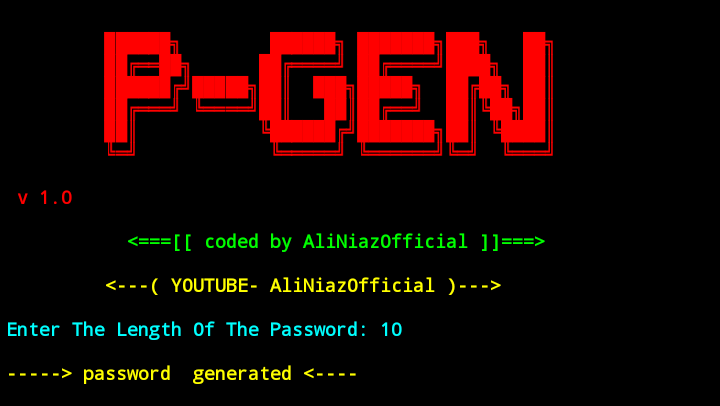 P-GEN
v 1.0
<===[[ coded by AliNiazOfficial ]]===>
<---( YOUTUBE- AliNiazOfficial )--->
Enter The Length Of The Password: 10
-----> password  generated <----